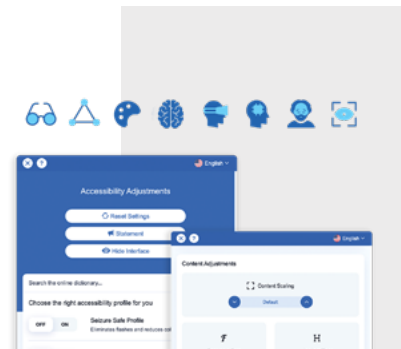 English
Accessibility Adjustments
Reset Settings
Statement
Hide Interface
Search the online dictionary...
Choose the right accessibility profile for you
OFF ON
Seizure Safe Profile
Eliminates flashes and reduces col
English
Content Adjustments
Content Scaling
Default
H